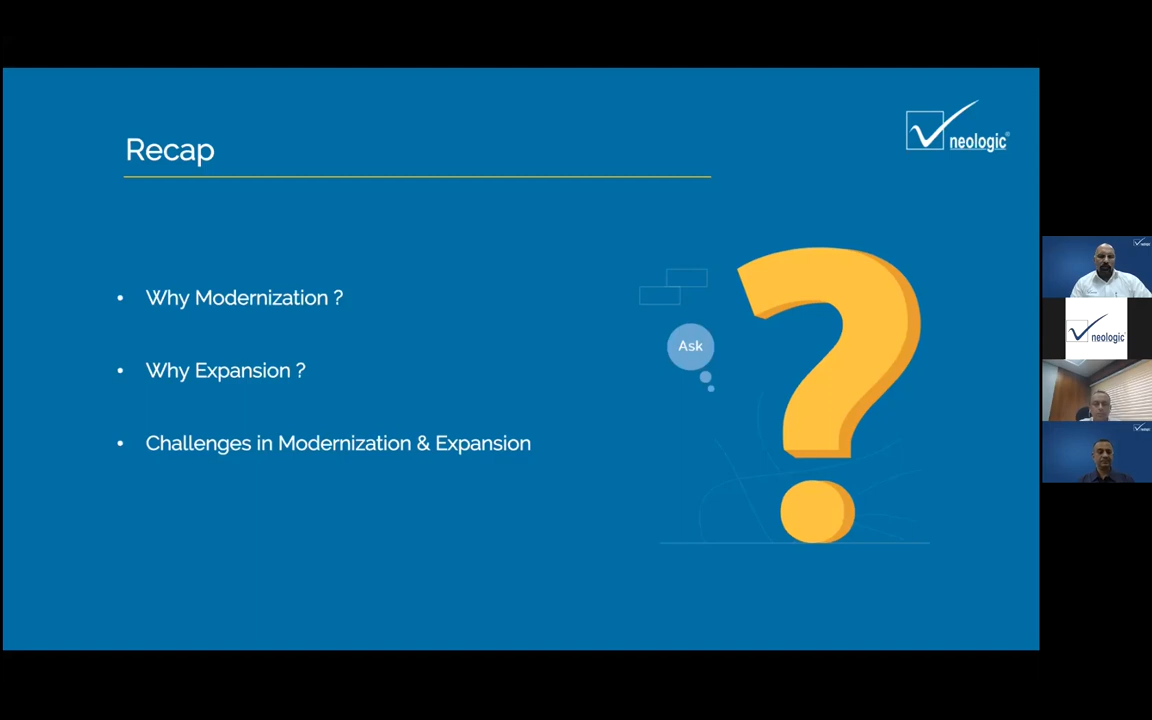 Recap
neologic®
Why Modernization ?
Ask
Why Expansion ?
Challenges in Modernization & Expansion
neologic